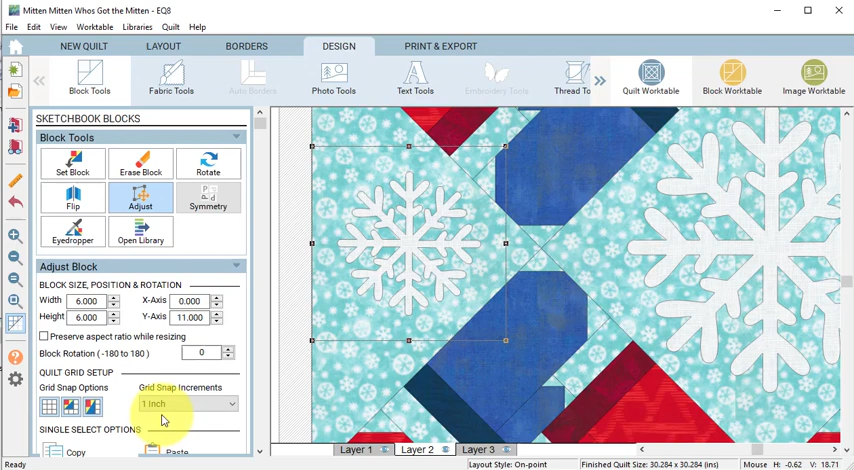 Mitten Mitten Whos Got the Mitten - EQ8
File Edit View Worktable Libraries Quilt Help
NEW QUILT LAYOUT BORDERS DESIGN PRINT & EXPORT
Block Tools Fabric Tools Auto Borders Photo Tools Text Tools Embroidery Tools Thread To Quilt Worktable Block Worktable Image Worktable
SKETCHBOOK BLOCKS
Block Tools
Set Block Erase Block Rotate
Flip Adjust Symmetry
Eyedropper Open Library
Adjust Block
BLOCK SIZE, POSITION & ROTATION
Width 6.000 X-Axis 0.000
Height 6.000 Y-Axis 11.000
Preserve aspect ratio while resizing
Block Rotation (-180 to 180) 0
QUILT GRID SETUP
Grid Snap Options Grid Snap Increments
1 inch
SINGLE SELECT OPTIONS
Copy Paste
Layer 1 Layer 2 Layer 3
Ready Layout Style: On-point Finished Quilt Size: 30.284 x 30.284 (ins) Mouse H: -0.62 V: 18.71